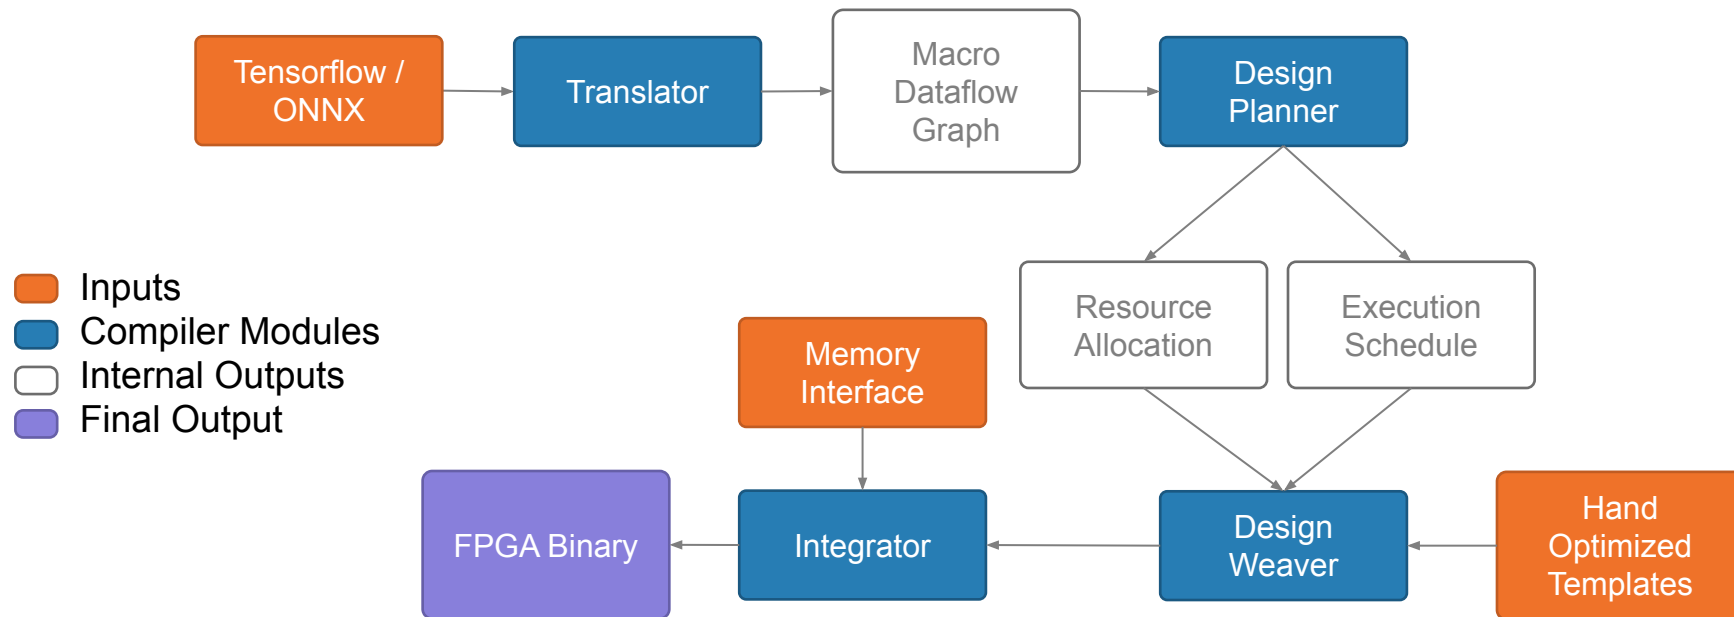 Tensorflow /
ONNX
Translator
Macro
Dataflow
Graph
Design
Planner
Resource
Allocation
Execution
Schedule
Inputs
Compiler Modules
Internal Outputs
Final Output
Memory
Interface
FPGA Binary
Integrator
Design
Weaver
Hand
Optimized
Templates